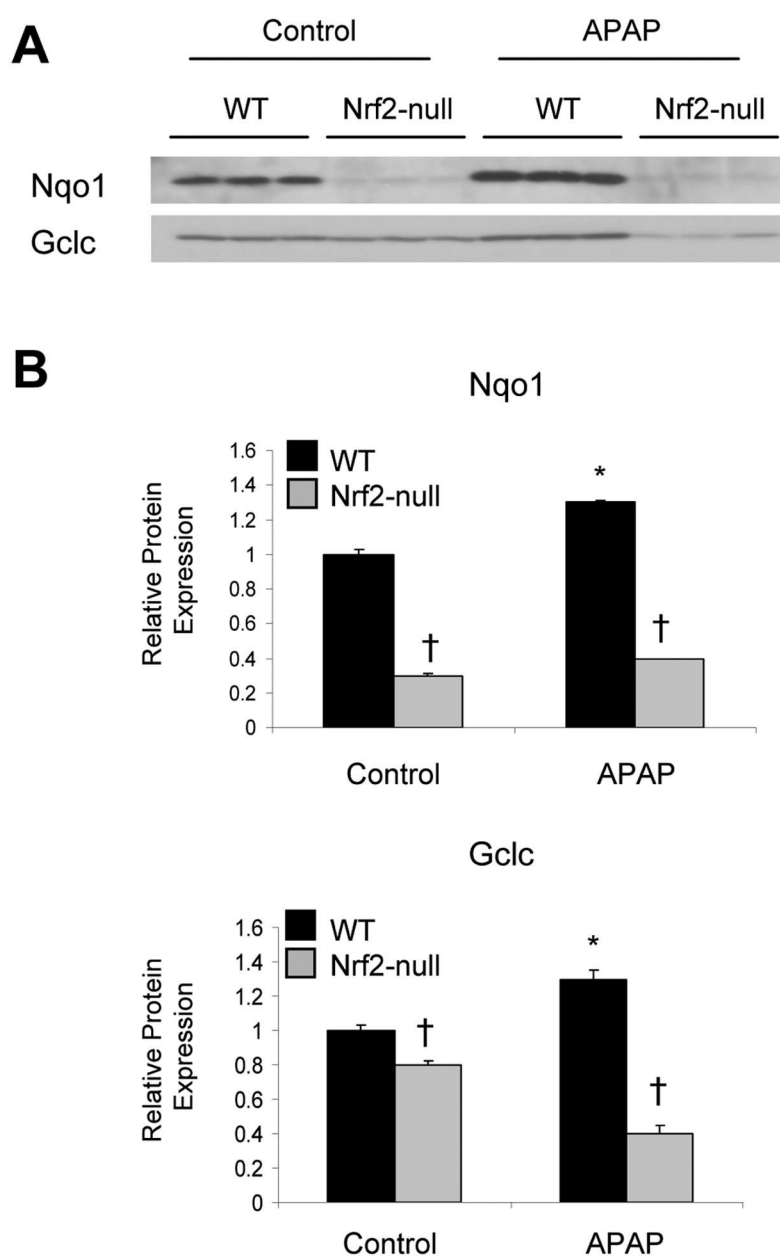 A
Control APAP
WT Nrf2-null WT Nrf2-null
Nqo1
Gclc
B
Nqo1
Relative Protein
Expression
1.6
1.4
1.2
1
0.8
0.6
0.4
0.2
0
WT
Nrf2-null
†
*
†
Control APAP
Gclc
Relative Protein
Expression
1.6
1.4
1.2
1
0.8
0.6
0.4
0.2
0
WT
Nrf2-null
†
*
†
Control APAP